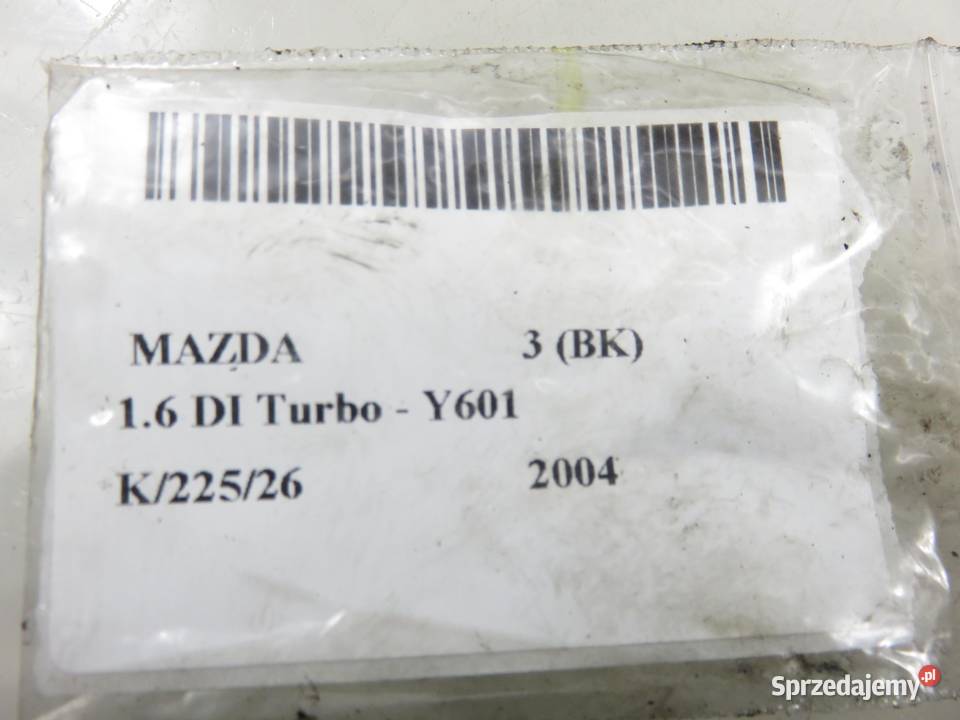 MAZDA 3 (BK)
1.6 DI Turbo - Y601
K/225/26 2004
Sprzedajemy.pl